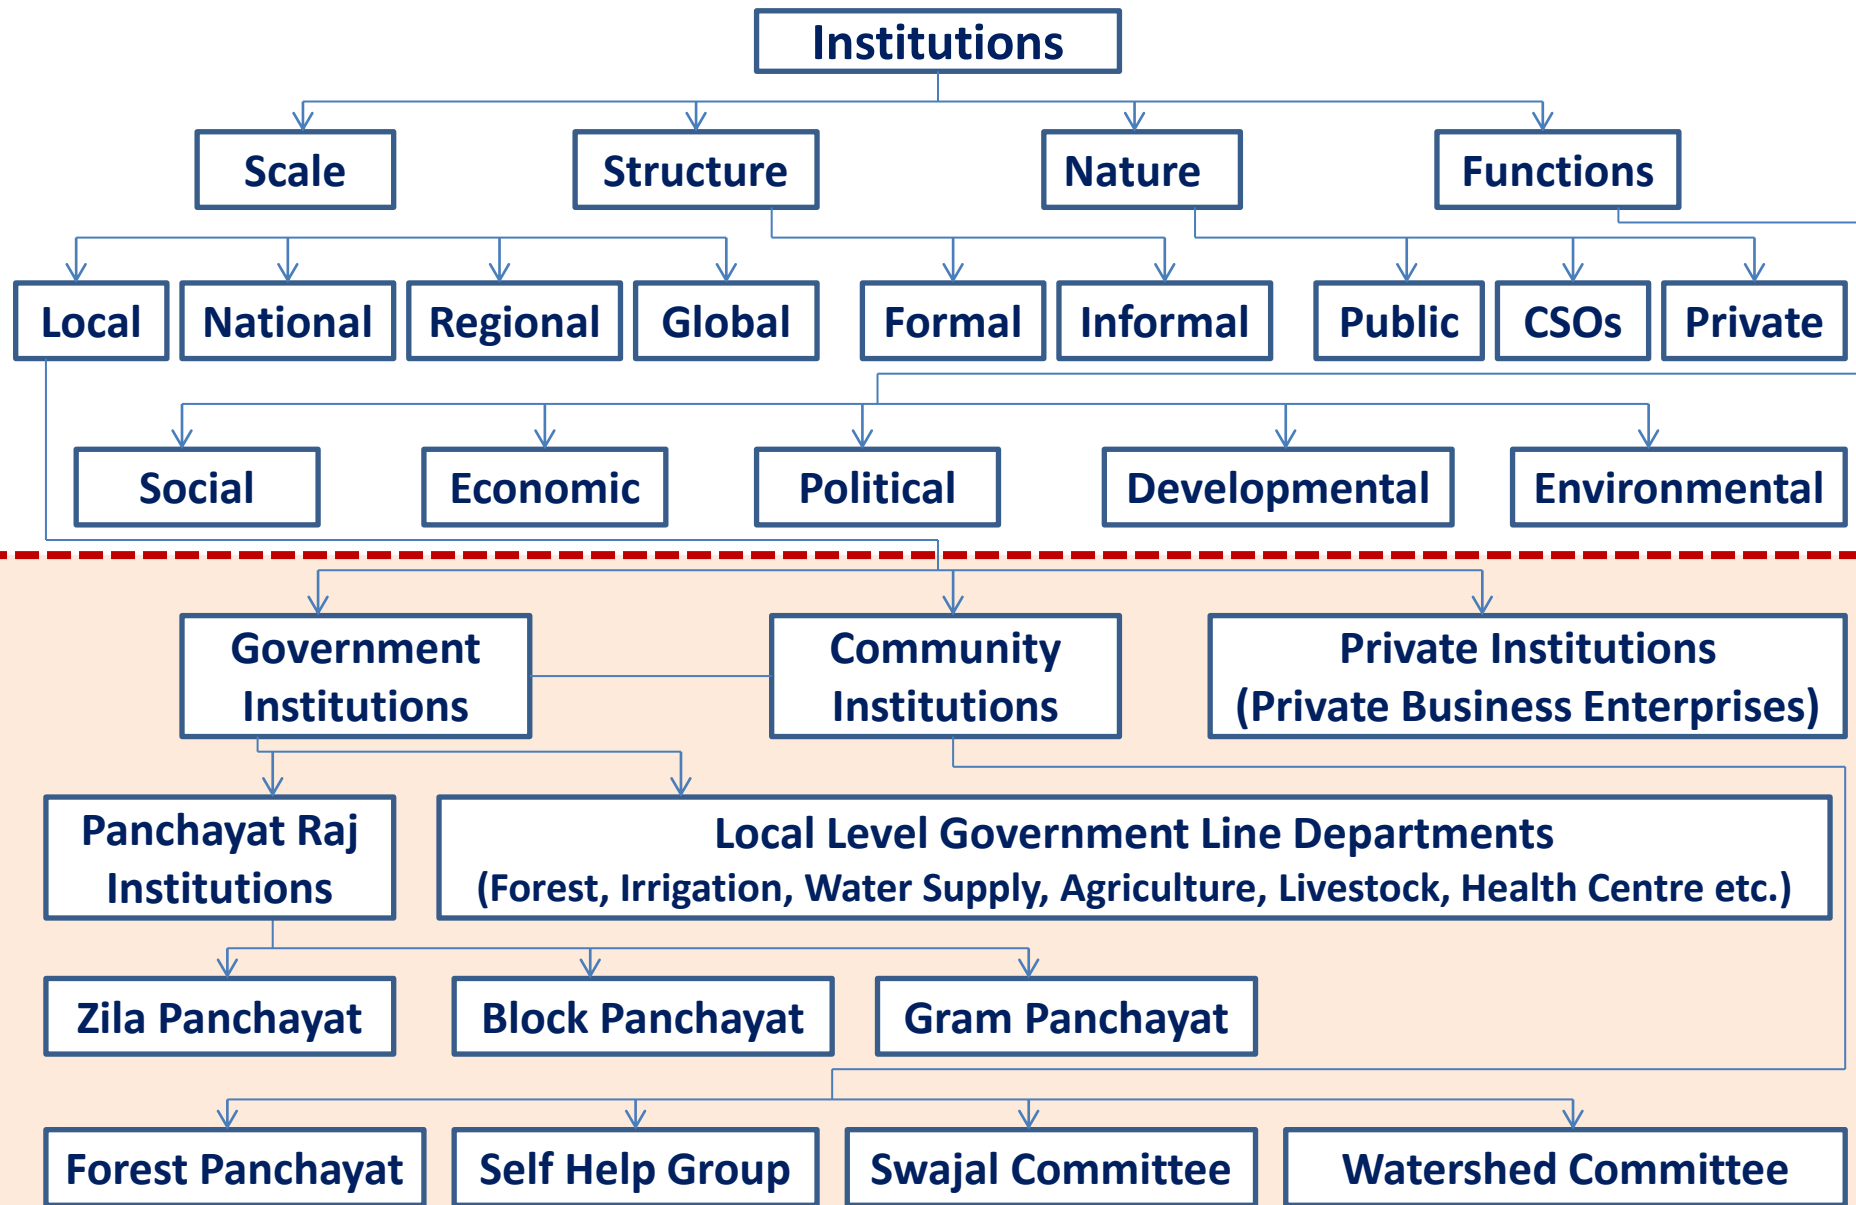 Institutions
Scale
Structure
Nature
Functions
Local
National
Regional
Global
Formal
Informal
Public
CSOs
Private
Social
Economic
Political
Developmental
Environmental
Government
Institutions
Community
Institutions
Private Institutions
(Private Business Enterprises)
Panchayat Raj
Institutions
Local Level Government Line Departments
(Forest, Irrigation, Water Supply, Agriculture, Livestock, Health Centre etc.)
Zila Panchayat
Block Panchayat
Gram Panchayat
Forest Panchayat
Self Help Group
Swajal Committee
Watershed Committee